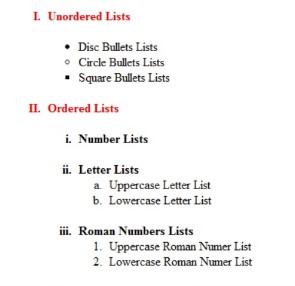 I. Unordered Lists
• Disc Bullets Lists
◦ Circle Bullets Lists
▪ Square Bullets Lists
II. Ordered Lists
i. Number Lists
ii. Letter Lists
a. Uppercase Letter List
b. Lowercase Letter List
iii. Roman Numbers Lists
1. Uppercase Roman Numer List
2. Lowercase Roman Numer List